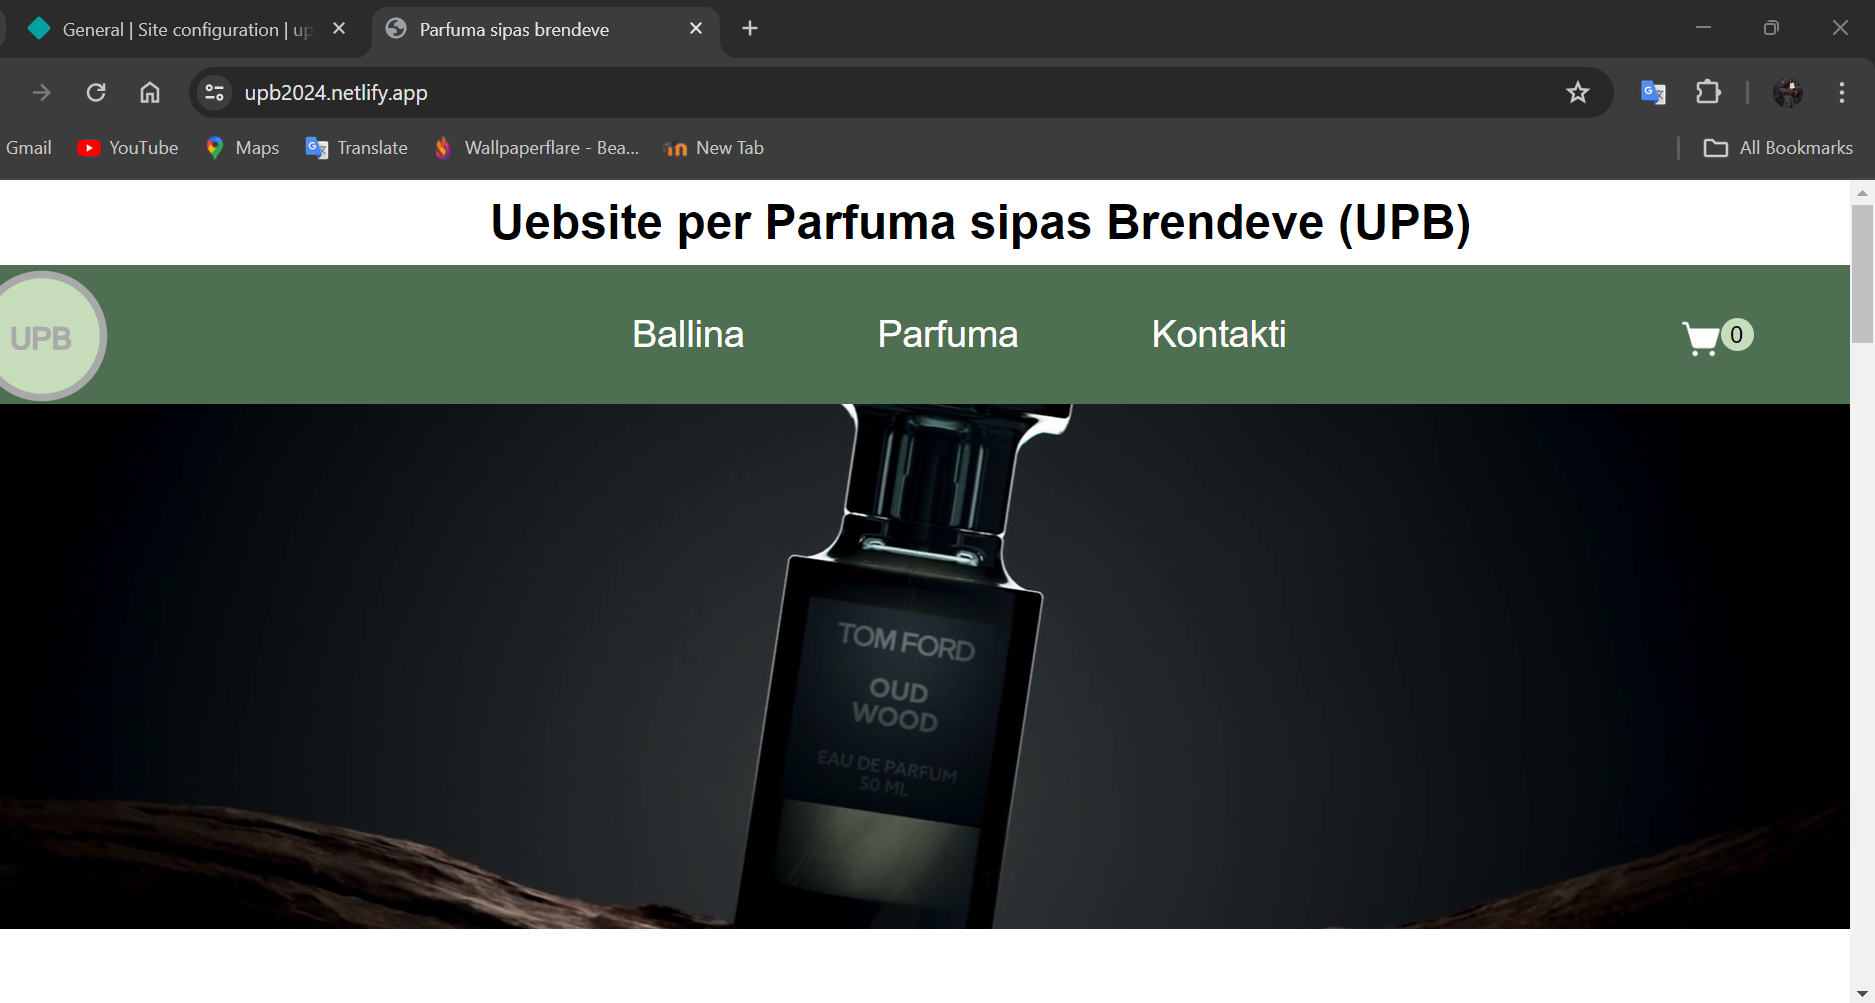 General | Site configuration | up
Parfuma sipas brendeve
upb2024.netlify.app
Gmail
YouTube
Maps
Translate
Wallpaperflare - Bea...
New Tab
All Bookmarks
Uebsite per Parfuma sipas Brendeve (UPB)
UPB
Ballina
Parfuma
Kontakti
0
TOM FORD
OUD
WOOD
EAU DE PARFUM
50 ML